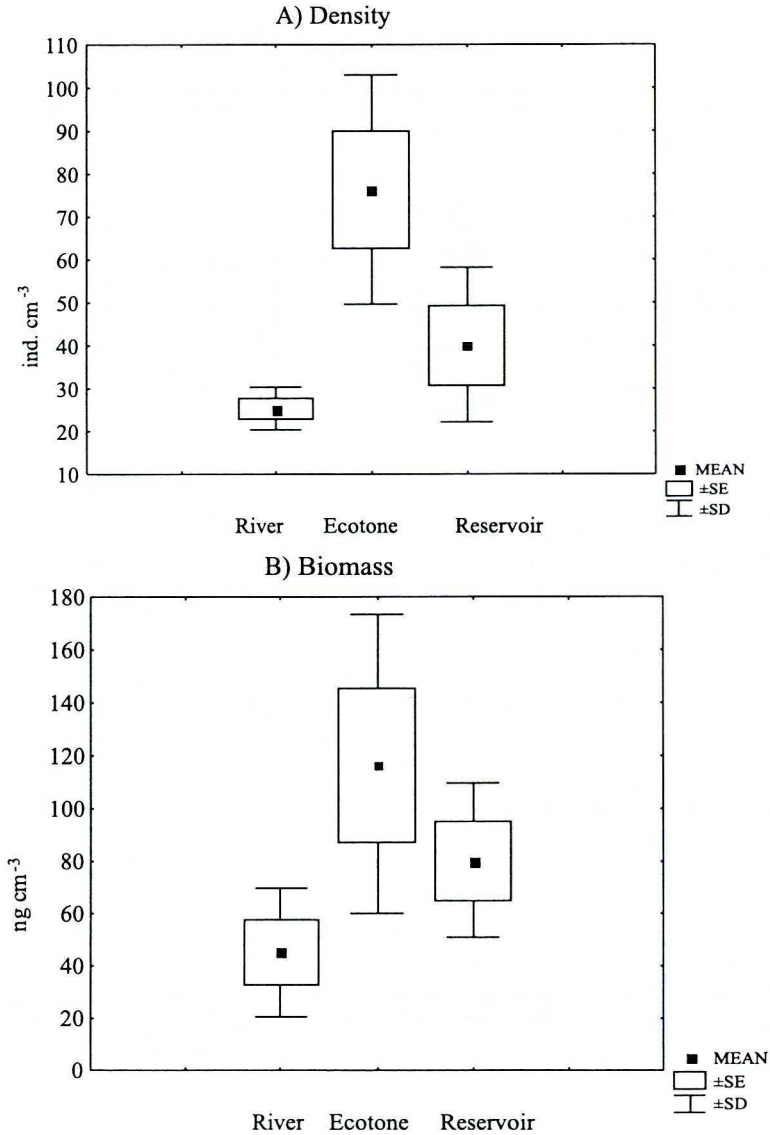 A) Density
110
100
90
80
70
60
50
40
30
20
10
ind. cm⁻³
MEAN
±SE
±SD
River Ecotone Reservoir
B) Biomass
180
160
140
120
100
80
60
40
20
0
ng cm⁻³
MEAN
±SE
±SD
River Ecotone Reservoir